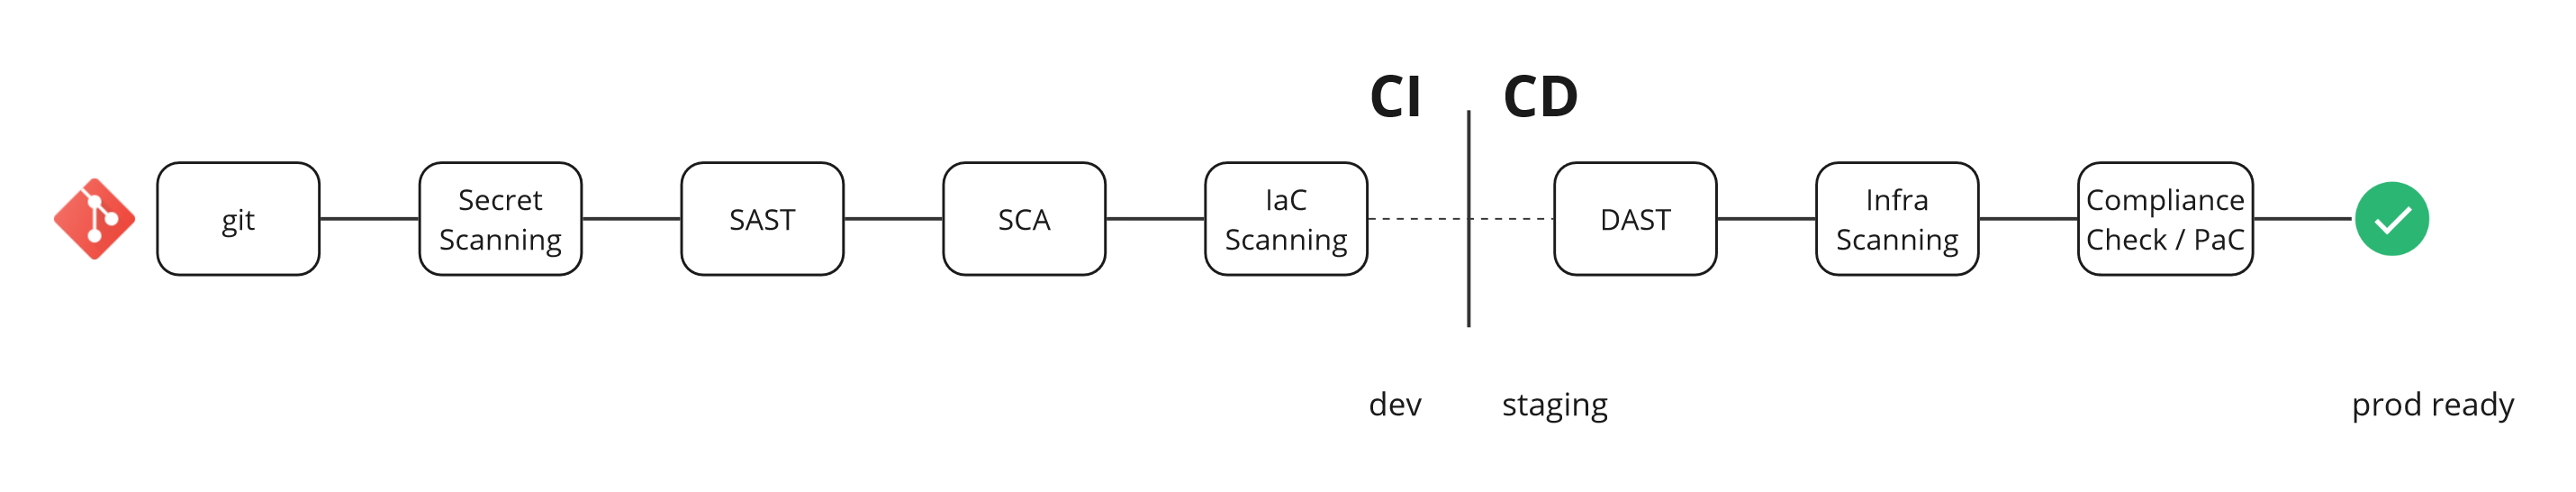 CI
CD
git
Secret
Scanning
SAST
SCA
IaC
Scanning
DAST
Infra
Scanning
Compliance
Check / PaC
dev
staging
prod ready